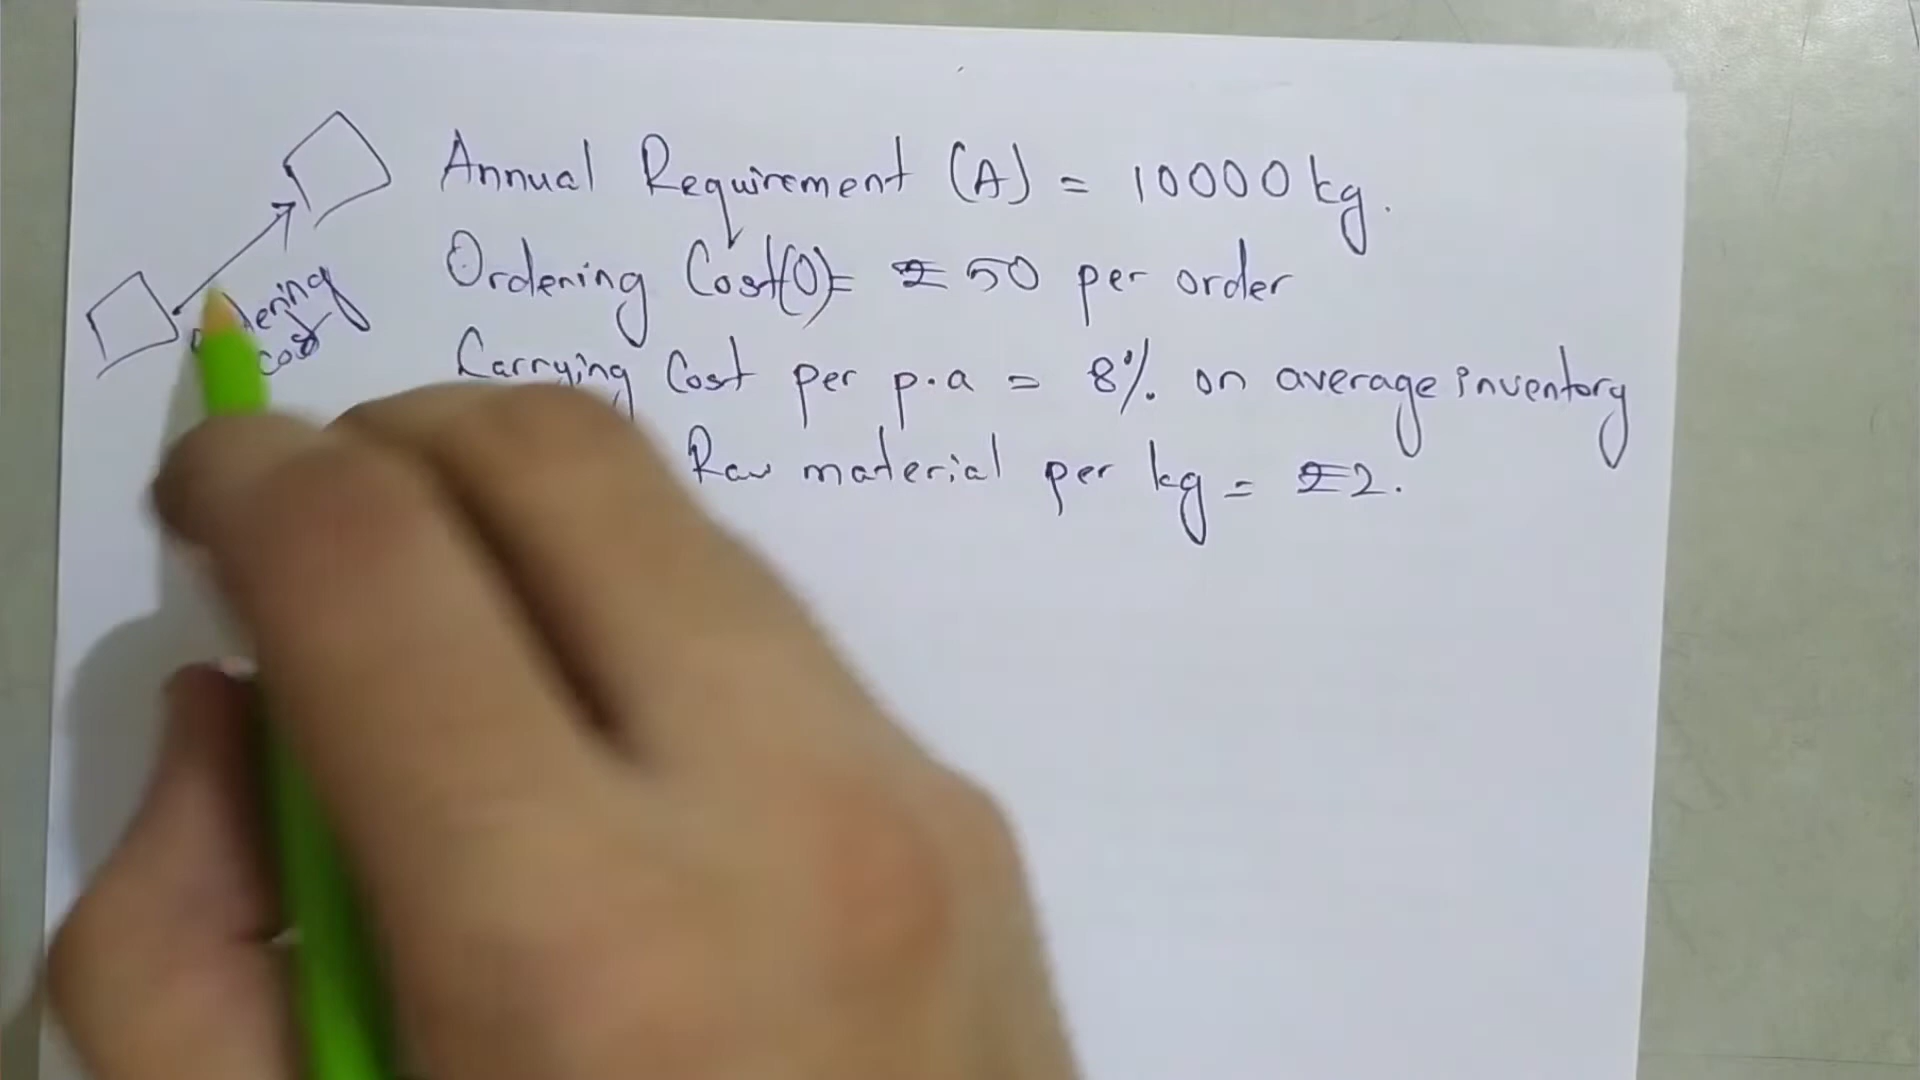 Annual Requirement (A) = 10000 kg.
Ordering Cost(O)= ₹ 50 per order
Carrying Cost per p.a = 8% on average inventory
Raw material per kg = ₹2.
cost